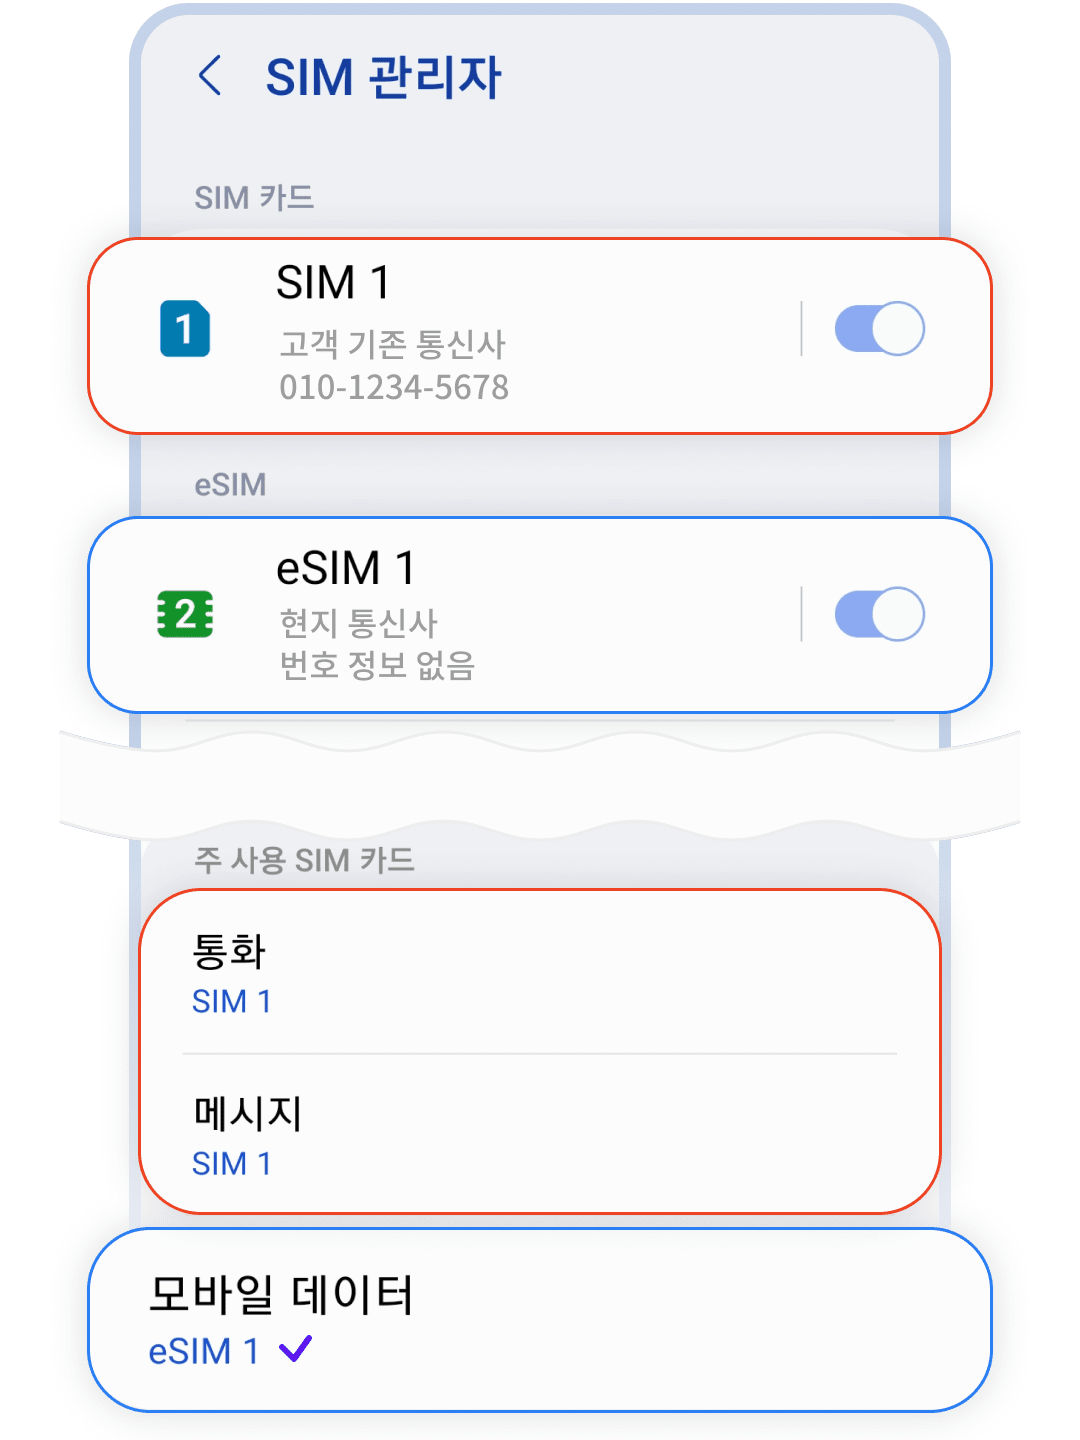 SIM 관리자
SIM 카드
1
SIM 1
고객 기존 통신사
010-1234-5678
eSIM
2
eSIM 1
현지 통신사
번호 정보 없음
주 사용 SIM 카드
통화
SIM 1
메시지
SIM 1
모바일 데이터
eSIM 1